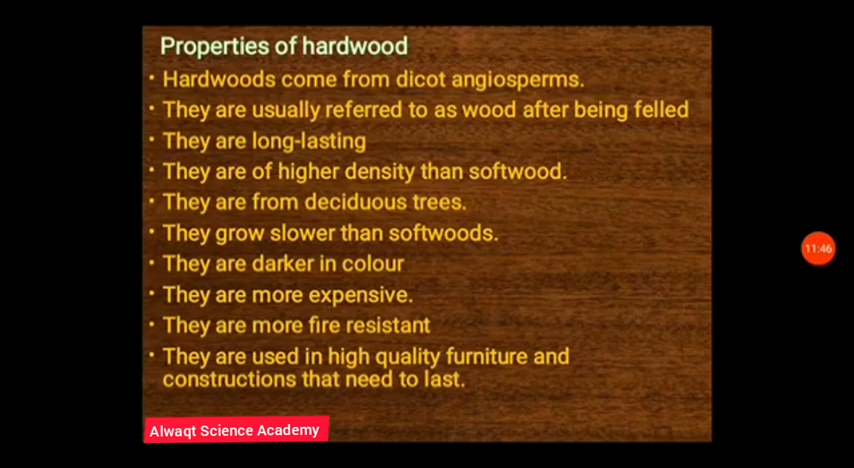 Properties of hardwood
• Hardwoods come from dicot angiosperms.
• They are usually referred to as wood after being felled
• They are long-lasting
• They are of higher density than softwood.
• They are from deciduous trees.
• They grow slower than softwoods.
• They are darker in colour
• They are more expensive.
• They are more fire resistant
• They are used in high quality furniture and
constructions that need to last.
11:46
Alwaqt Science Academy